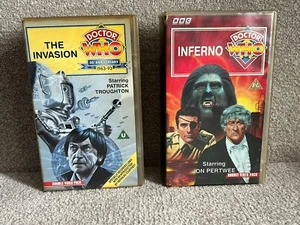 DOCTOR
WHO
30TH ANNIVERSARY
1963-93
THE
INVASION
Starring
PATRICK
TROUGHTON
U
DOUBLE VIDEO PACK
BBC
DOCTOR
WHO
INFERNO
PG
Starring
JON PERTWEE
DOUBLE VIDEO PACK